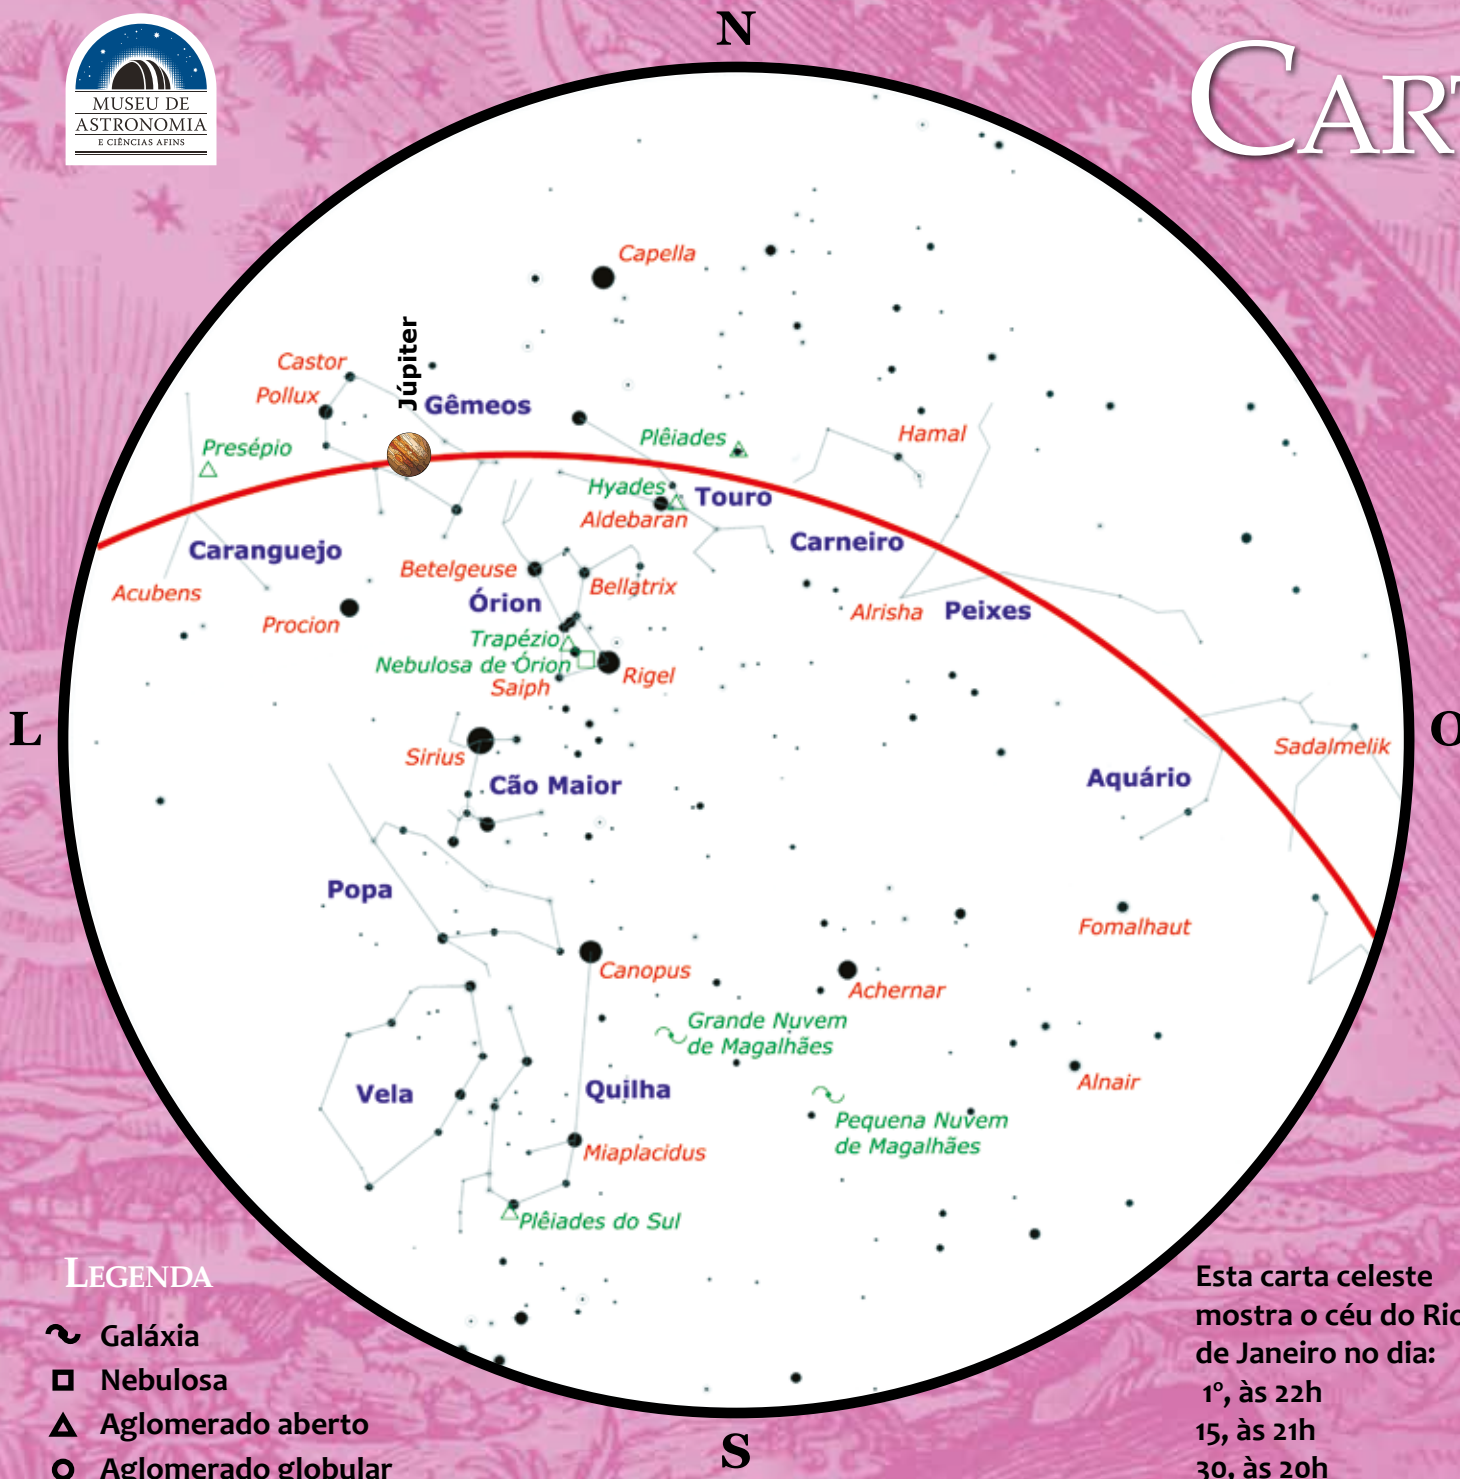 N
MUSEU DE
ASTRONOMIA
E CIÊNCIAS AFINS
CART
Capella
Júpiter
Castor
Pollux
Gêmeos
Presépio
Plêiades
Hamal
Hyades
Touro
Aldebaran
Carneiro
Caranguejo
Acubens
Betelgeuse
Bellatrix
Órion
Procion
Alrisha
Peixes
Trapézio
Nebulosa de Órion
Saiph
Rigel
L
O
Sirius
Sadalmelik
Cão Maior
Aquário
Popa
Fomalhaut
Canopus
Achernar
Grande Nuvem
de Magalhães
Vela
Quilha
Alnair
Pequena Nuvem
de Magalhães
Miaplacidus
Plêiades do Sul
LEGENDA
Galáxia
Nebulosa
Aglomerado aberto
Aglomerado globular
S
Esta carta celeste
mostra o céu do Rio
de Janeiro no dia:
1º, às 22h
15, às 21h
30, às 20h